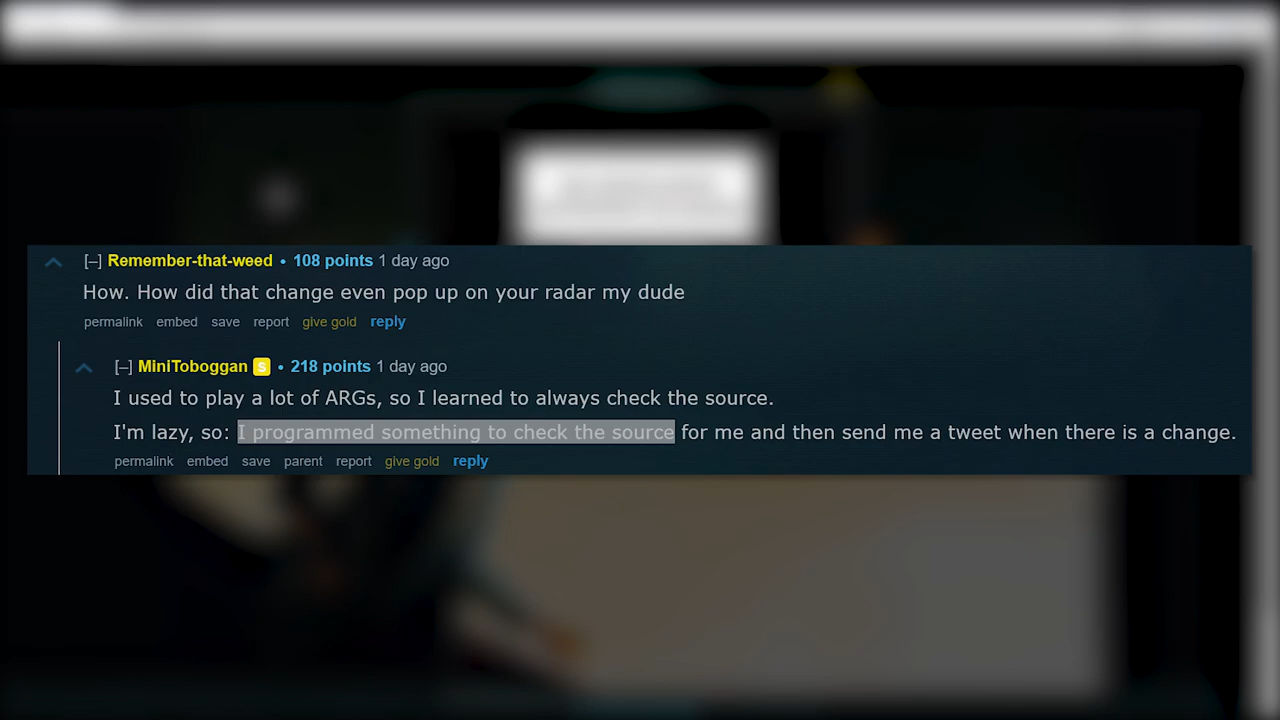 [–] Remember-that-weed • 108 points 1 day ago
How. How did that change even pop up on your radar my dude
permalink embed save report give gold reply
[–] MiniToboggan S • 218 points 1 day ago
I used to play a lot of ARGs, so I learned to always check the source.
I'm lazy, so: I programmed something to check the source for me and then send me a tweet when there is a change.
permalink embed save parent report give gold reply